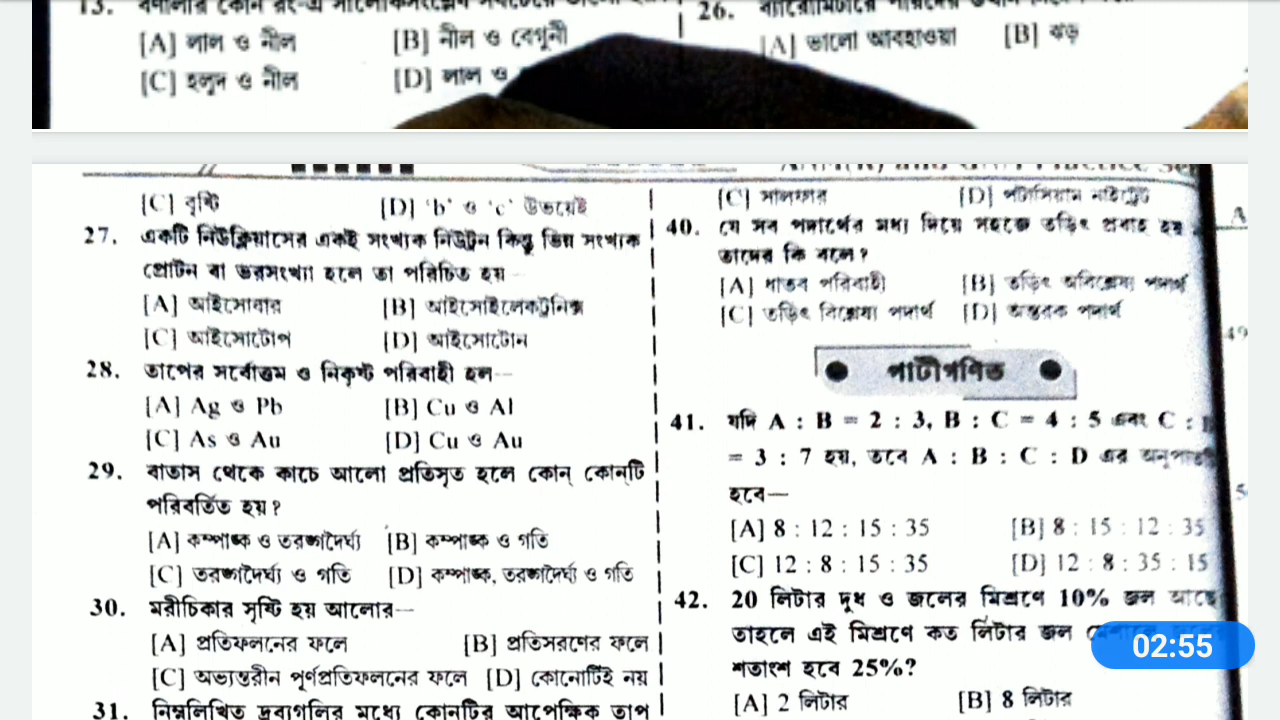 [A] লাল ও নীল
[B] নীল ও বেগুনী
[C] হলুদ ও নীল
[D] লাল ও
26.
[A] ভালো আবহাওয়া
[B] ঝড়
[C] বৃষ্টি
[D] 'b' ও 'c' উভয়েই
27. একটি নিউক্লিয়াসের একই সংখ্যক নিউট্রন কিন্তু ভিন্ন সংখ্যক
প্রোটন বা ভরসংখ্যা হলে তা পরিচিত হয়
[A] আইসোবার
[B] আইসোইলেকট্রনিক্স
[C] আইসোটোপ
[D] আইসোটোন
28. তাপের সর্বোত্তম ও নিকৃষ্ট পরিবাহী হল—
[A] Ag ও Pb
[B] Cu ও Al
[C] As ও Au
[D] Cu ও Au
29. বাতাস থেকে কাচে আলো প্রতিসৃত হলে কোন্ কোন্‌টি
পরিবর্তিত হয়?
[A] কম্পাঙ্ক ও তরঙ্গদৈর্ঘ্য
[B] কম্পাঙ্ক ও গতি
[C] তরঙ্গদৈর্ঘ্য ও গতি
[D] কম্পাঙ্ক, তরঙ্গদৈর্ঘ্য ও গতি
30. মরীচিকার সৃষ্টি হয় আলোর—
[A] প্রতিফলনের ফলে
[B] প্রতিসরণের ফলে
[C] অভ্যন্তরীন পূর্ণপ্রতিফলনের ফলে
[D] কোনোটিই নয়
31. নিম্নলিখিত দ্রব্যগুলির মধ্যে কোনটির আপেক্ষিক তাপ
[C] সালফার
[D] পটাসিয়াম নাইট্রেট
40. যে সব পদার্থের মধ্য দিয়ে সহজে তড়িৎ প্রবাহ হয়
তাদের কি বলে?
[A] ধাতব পরিবাহী
[B] তড়িৎ অবিশ্লেষ্য পদার্থ
[C] তড়িৎ বিশ্লেষ্য পদার্থ
[D] অন্তরক পদার্থ
পাটীগণিত
41. যদি A : B = 2 : 3, B : C = 4 : 5 এবং C :
= 3 : 7 হয়, তবে A : B : C : D এর অনুপাত
হবে—
[A] 8 : 12 : 15 : 35
[B] 8 : 15 : 12 : 35
[C] 12 : 8 : 15 : 35
[D] 12 : 8 : 35 : 15
42. 20 লিটার দুধ ও জলের মিশ্রণে 10% জল আছে
তাহলে এই মিশ্রণে কত লিটার জল
শতাংশ হবে 25%?
[A] 2 লিটার
[B] 8 লিটার
02:55